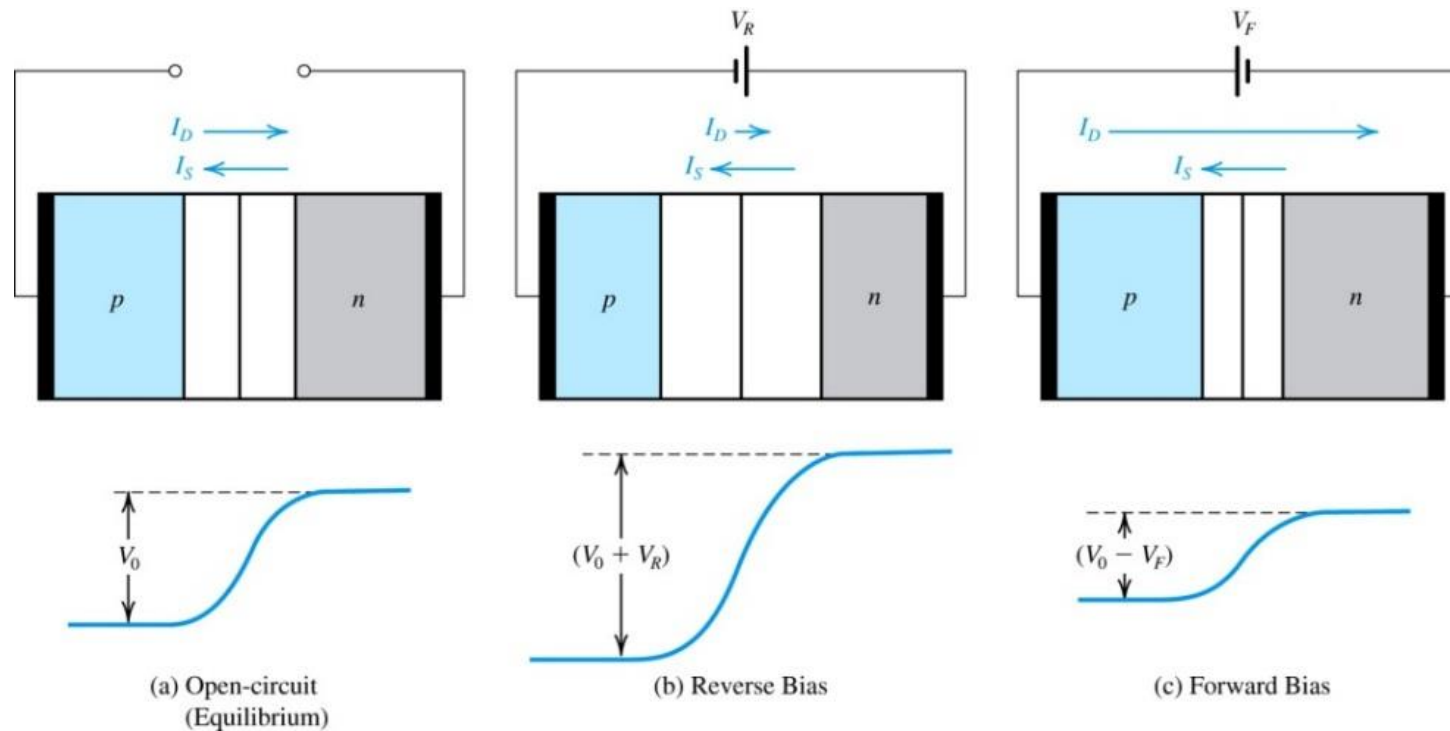 V_R
V_F
I_D
I_S
I_D
I_S
I_D
I_S
p
n
p
n
p
n
V_0
(V_0 + V_R)
(V_0 − V_F)
(a) Open-circuit
(Equilibrium)
(b) Reverse Bias
(c) Forward Bias